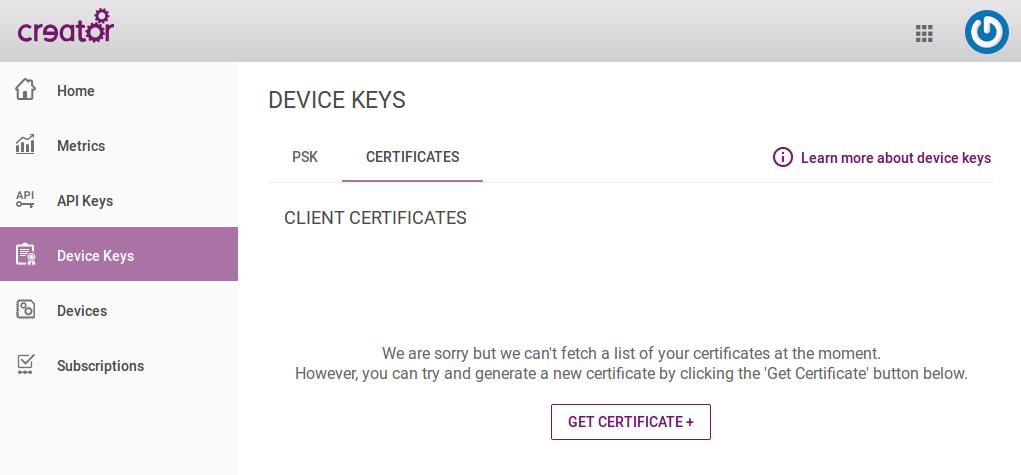 creator
Home
Metrics
API
API Keys
Device Keys
Devices
Subscriptions
DEVICE KEYS
PSK
CERTIFICATES
Learn more about device keys
CLIENT CERTIFICATES
We are sorry but we can't fetch a list of your certificates at the moment.
However, you can try and generate a new certificate by clicking the 'Get Certificate' button below.
GET CERTIFICATE +